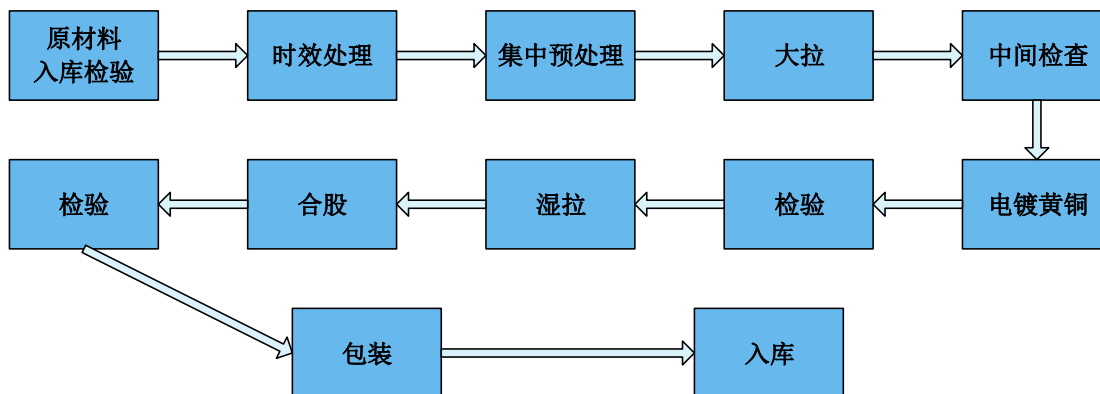 原材料
入库检验
时效处理
集中预处理
大拉
中间检查
电镀黄铜
检验
湿拉
合股
检验
包装
入库